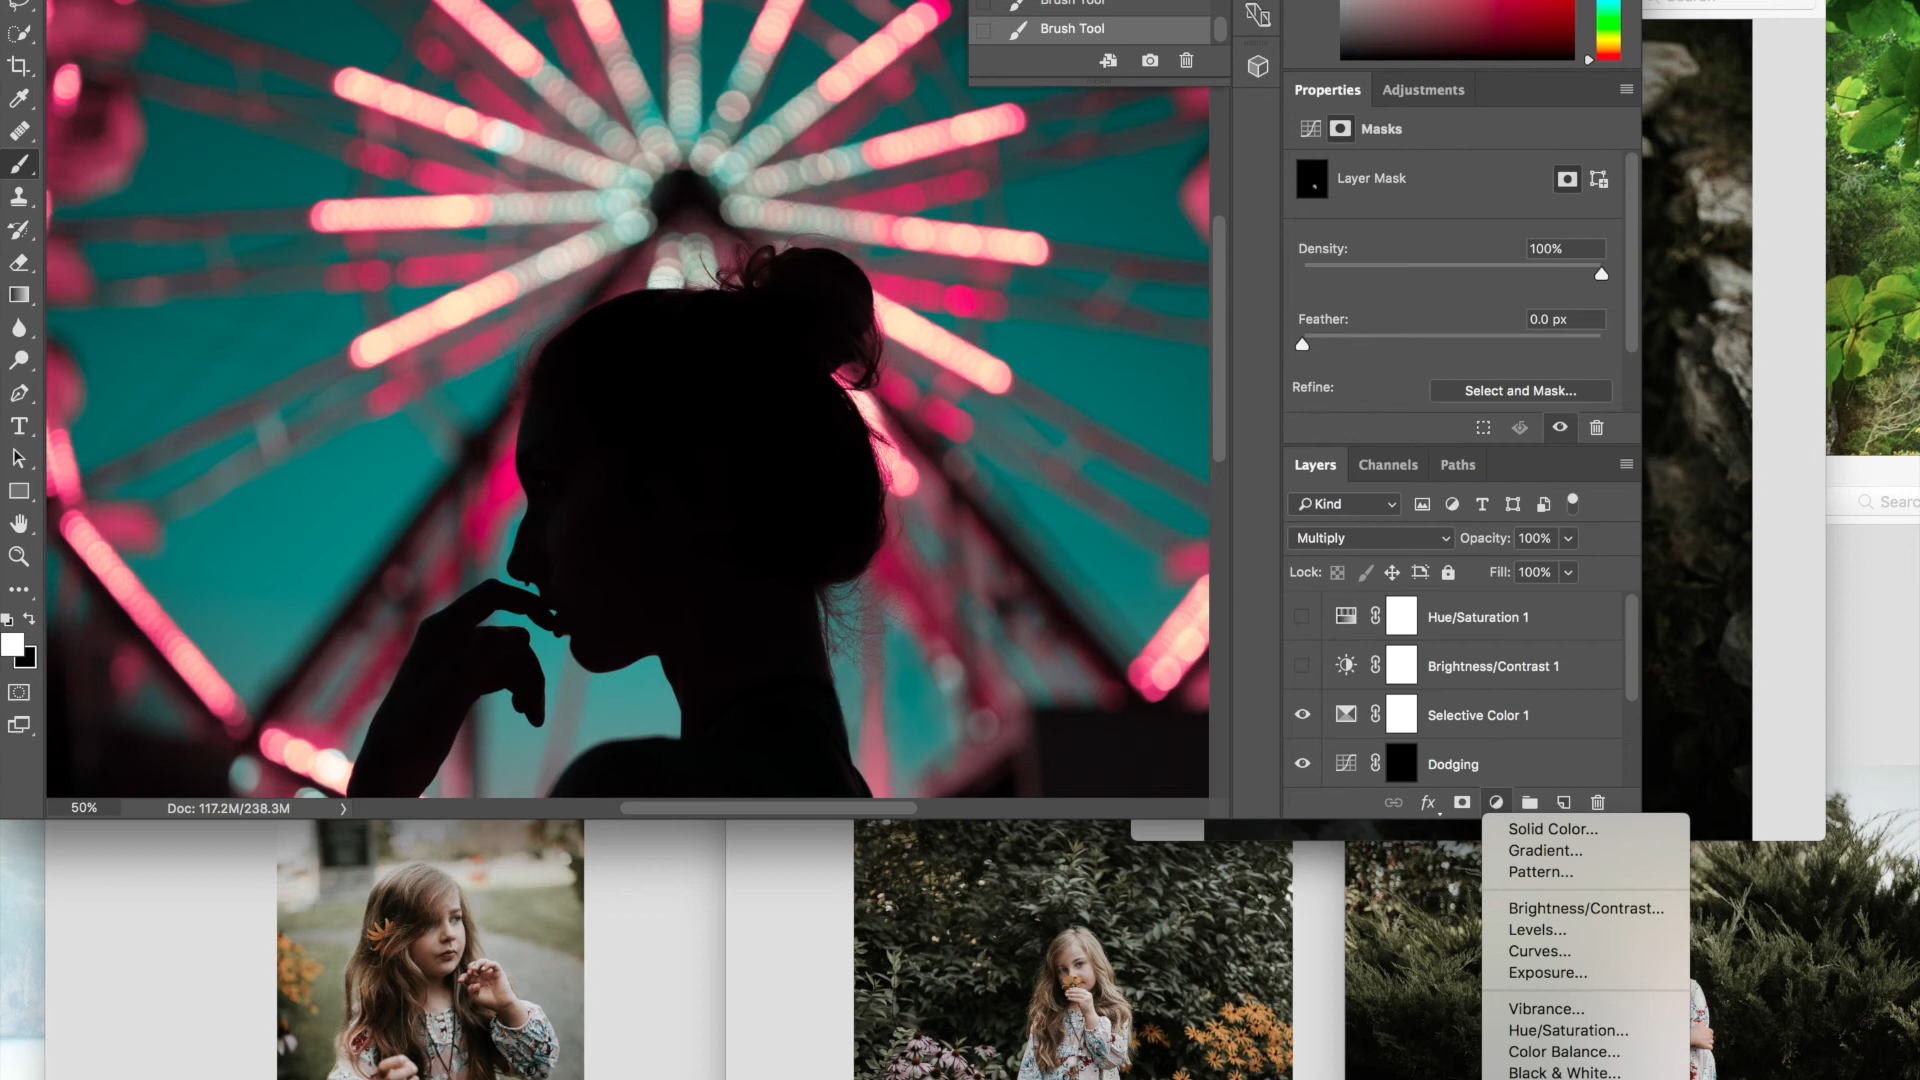 Brush Tool
Brush Tool
Properties
Adjustments
Masks
Layer Mask
Density:
100%
Feather:
0.0 px
Refine:
Select and Mask...
Layers
Channels
Paths
Kind
Multiply
Opacity:
100%
Lock:
Fill:
100%
Hue/Saturation 1
Brightness/Contrast 1
Selective Color 1
Dodging
fx
50%
Doc: 117.2M/238.3M
Solid Color...
Gradient...
Pattern...
Brightness/Contrast...
Levels...
Curves...
Exposure...
Vibrance...
Hue/Saturation...
Color Balance...
Black & White...